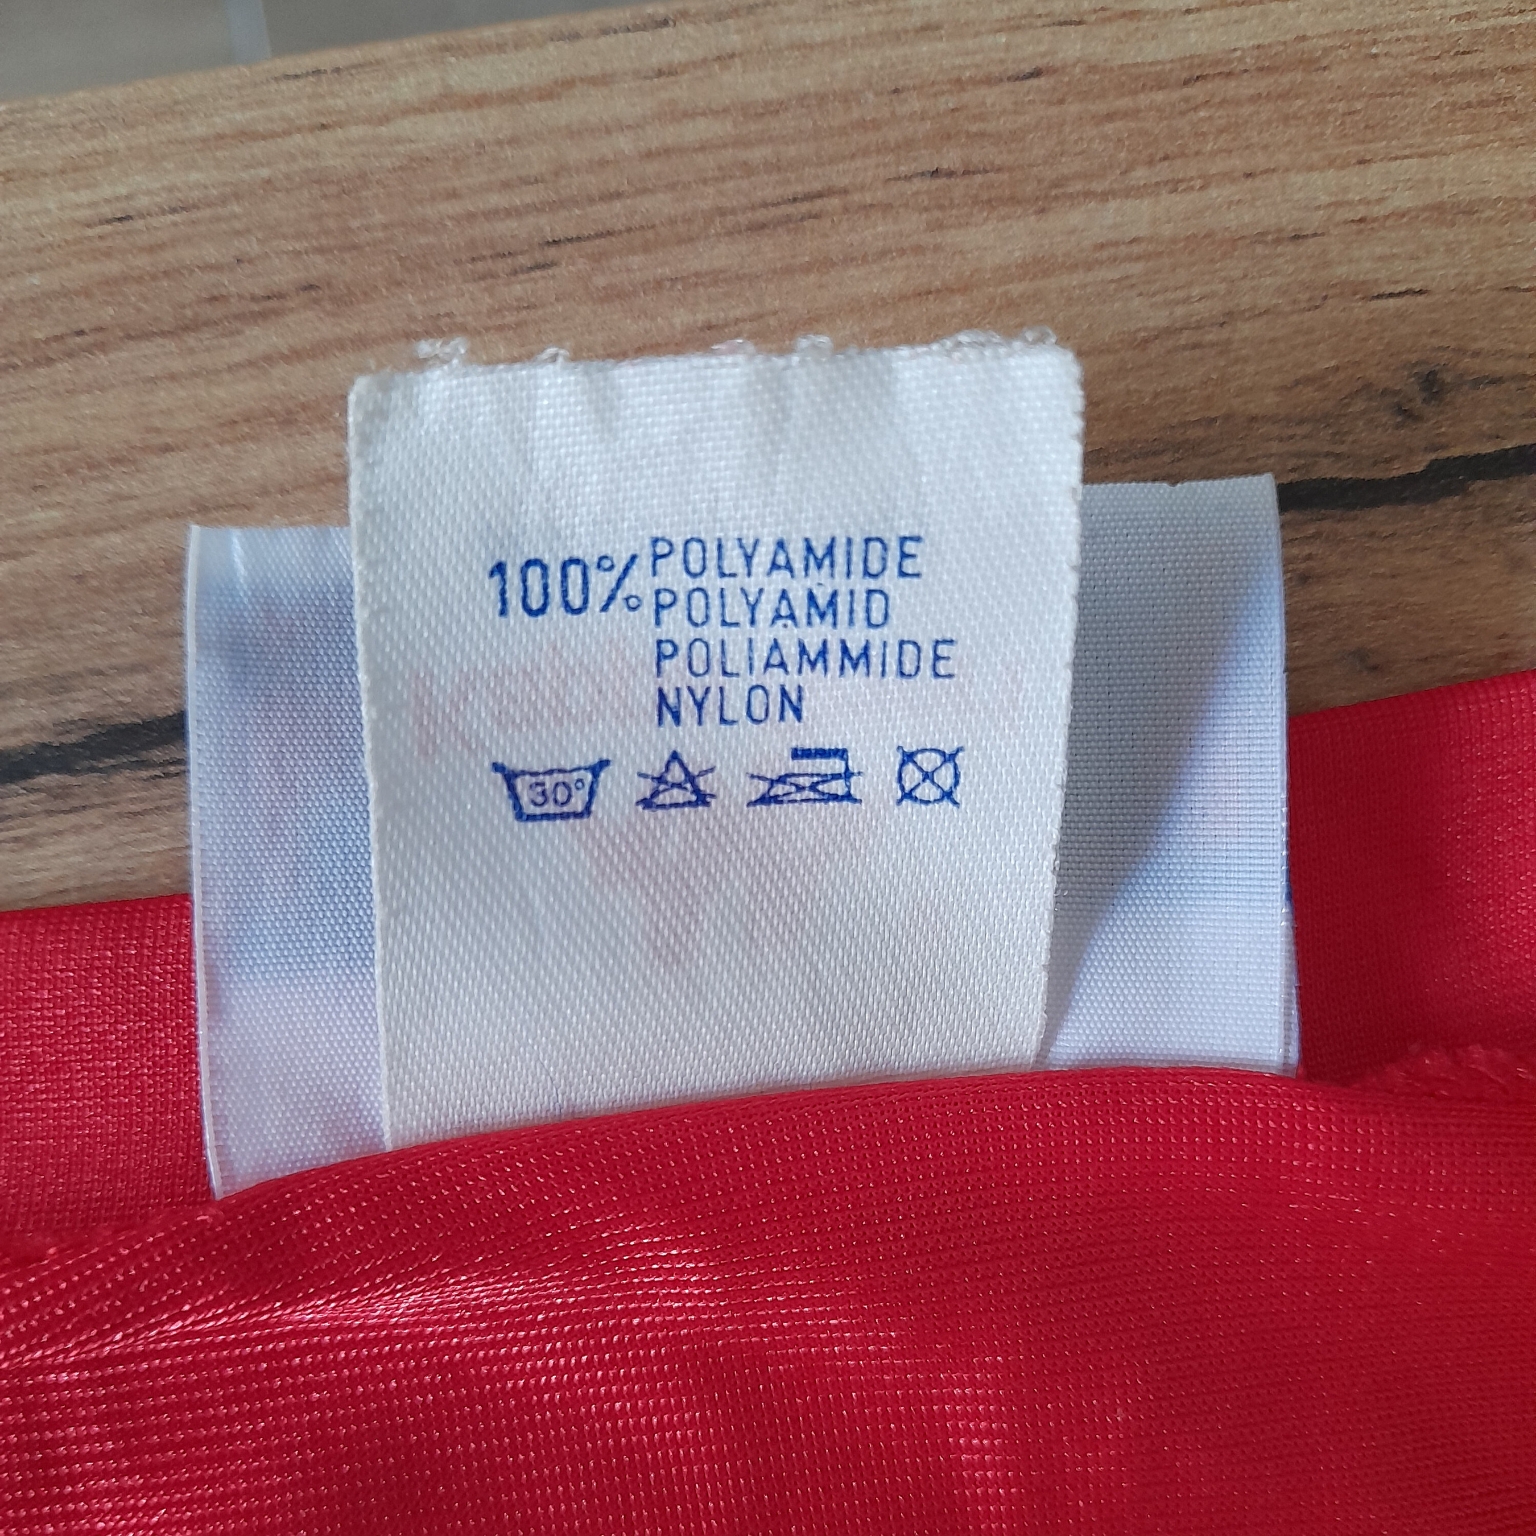 100% POLYAMIDE
POLYAMID
POLIAMMIDE
NYLON
30°